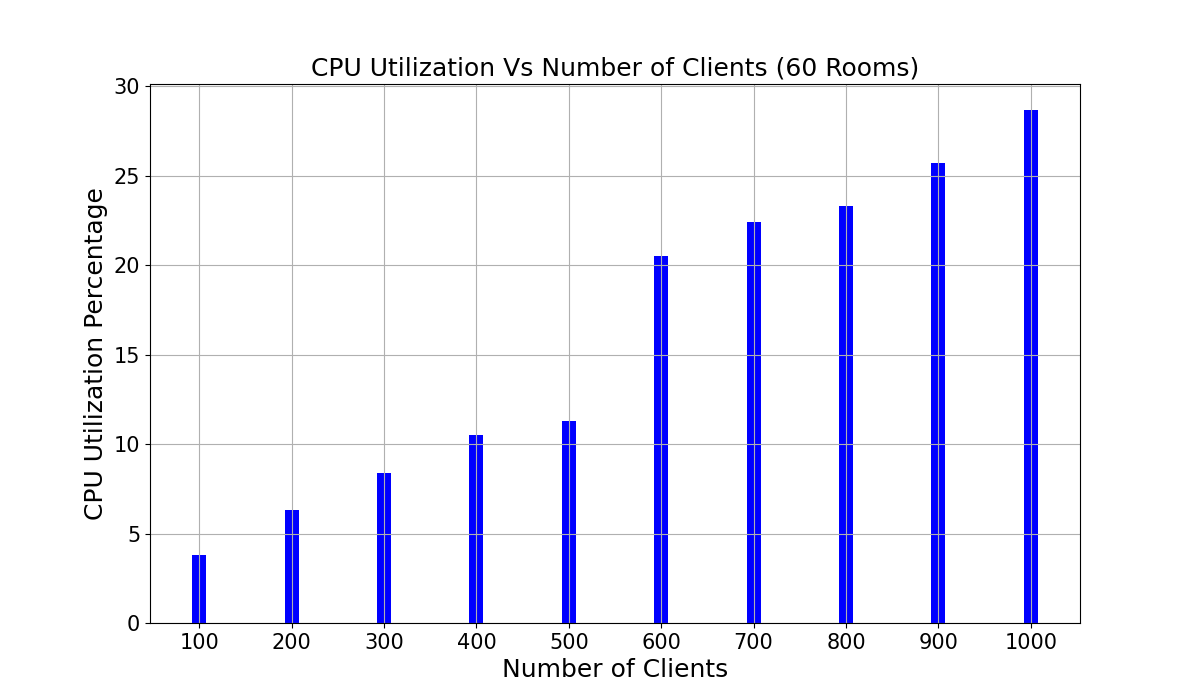 CPU Utilization Vs Number of Clients (60 Rooms)
CPU Utilization Percentage
30
25
20
15
10
5
0
100 200 300 400 500 600 700 800 900 1000
Number of Clients